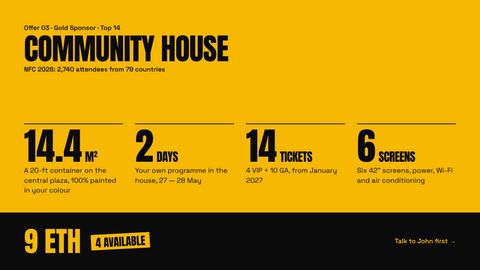 Offer 03 · Gold Sponsor · Top 14
COMMUNITY HOUSE
NFC 2026: 2,740 attendees from 79 countries
14.4 M²
A 20-ft container on the
central plaza, 100% painted
in your colour
2 DAYS
Your own programme in the
house, 27 — 28 May
14 TICKETS
4 VIP + 10 GA, from January
2027
6 SCREENS
Six 42" screens, power, Wi-Fi
and air conditioning
9 ETH
4 AVAILABLE
Talk to John first →